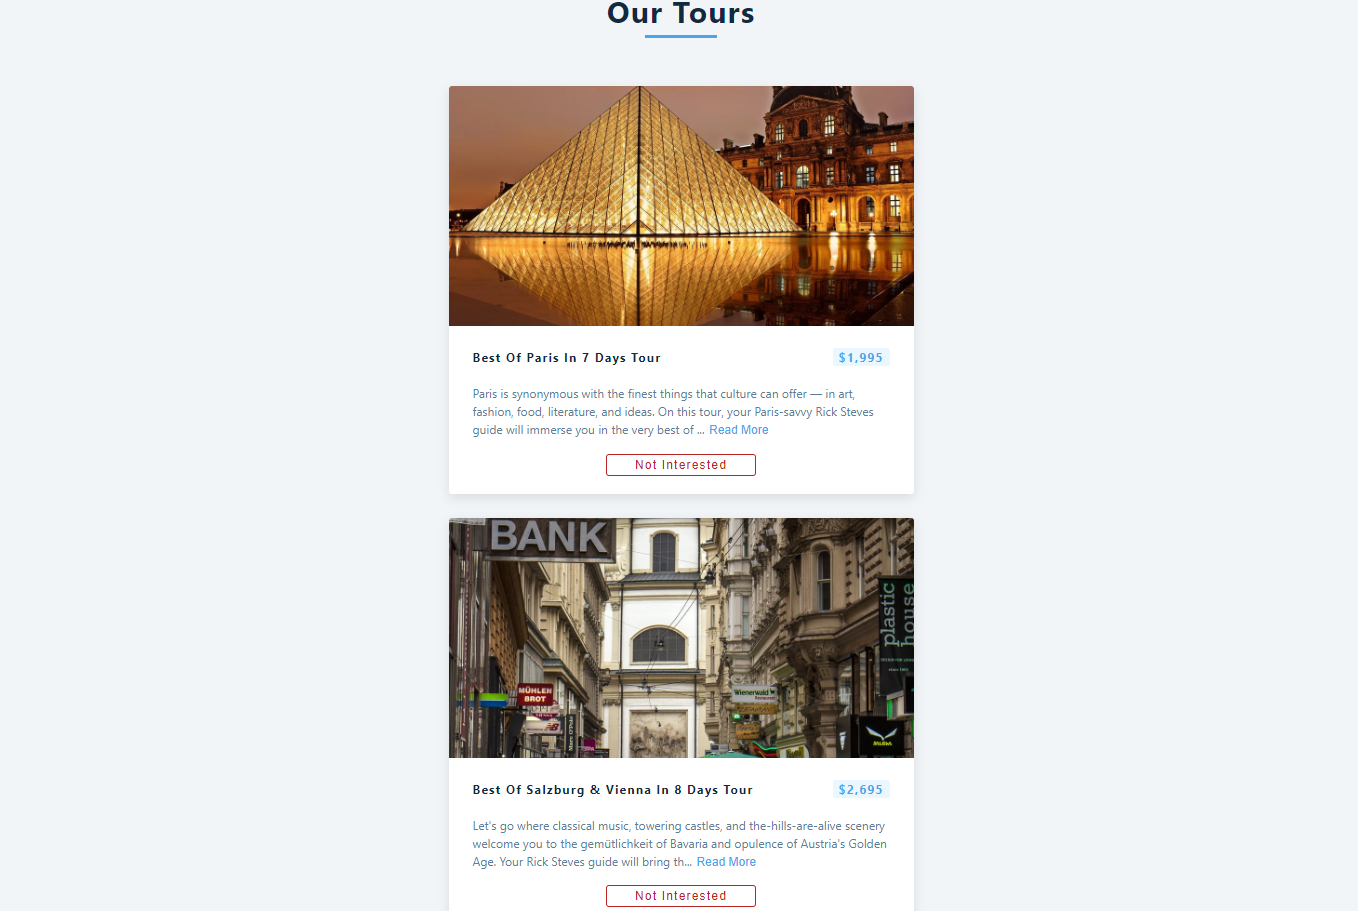 Our Tours
Best Of Paris In 7 Days Tour
$1,995
Paris is synonymous with the finest things that culture can offer — in art,
fashion, food, literature, and ideas. On this tour, your Paris-savvy Rick Steves
guide will immerse you in the very best of ... Read More
Not Interested
BANK
plastic
house
MÜHLEN
BROT
Wienerwald
Restaurant
Marc O'Polo
Best Of Salzburg & Vienna In 8 Days Tour
$2,695
Let's go where classical music, towering castles, and the-hills-are-alive scenery
welcome you to the gemütlichkeit of Bavaria and opulence of Austria's Golden
Age. Your Rick Steves guide will bring th... Read More
Not Interested